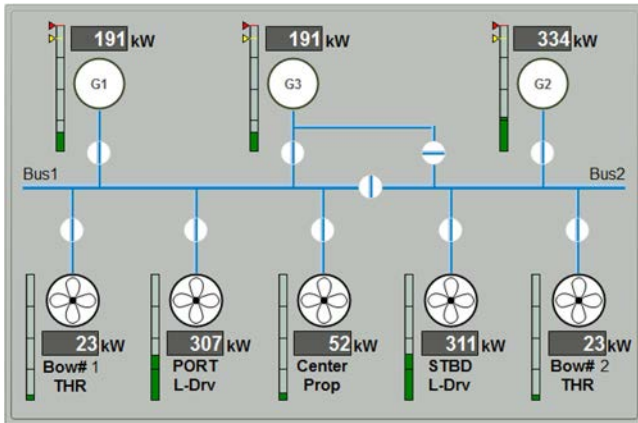 191 kW
191 kW
334 kW
G1
G3
G2
Bus1
Bus2
23 kW
307 kW
52 kW
311 kW
23 kW
Bow# 1
THR
PORT
L-Drv
Center
Prop
STBD
L-Drv
Bow# 2
THR